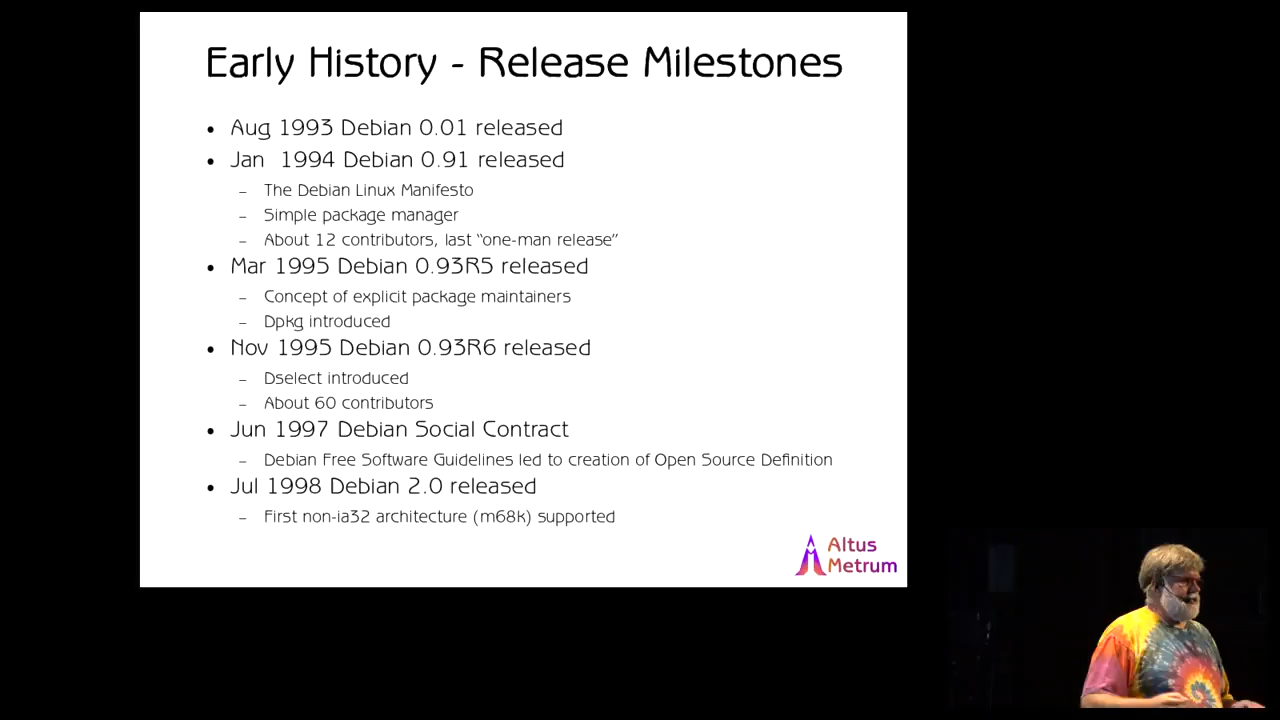 Early History - Release Milestones
• Aug 1993 Debian 0.01 released
• Jan  1994 Debian 0.91 released
– The Debian Linux Manifesto
– Simple package manager
– About 12 contributors, last “one-man release”
• Mar 1995 Debian 0.93R5 released
– Concept of explicit package maintainers
– Dpkg introduced
• Nov 1995 Debian 0.93R6 released
– Dselect introduced
– About 60 contributors
• Jun 1997 Debian Social Contract
– Debian Free Software Guidelines led to creation of Open Source Definition
• Jul 1998 Debian 2.0 released
– First non-ia32 architecture (m68k) supported
Altus
Metrum